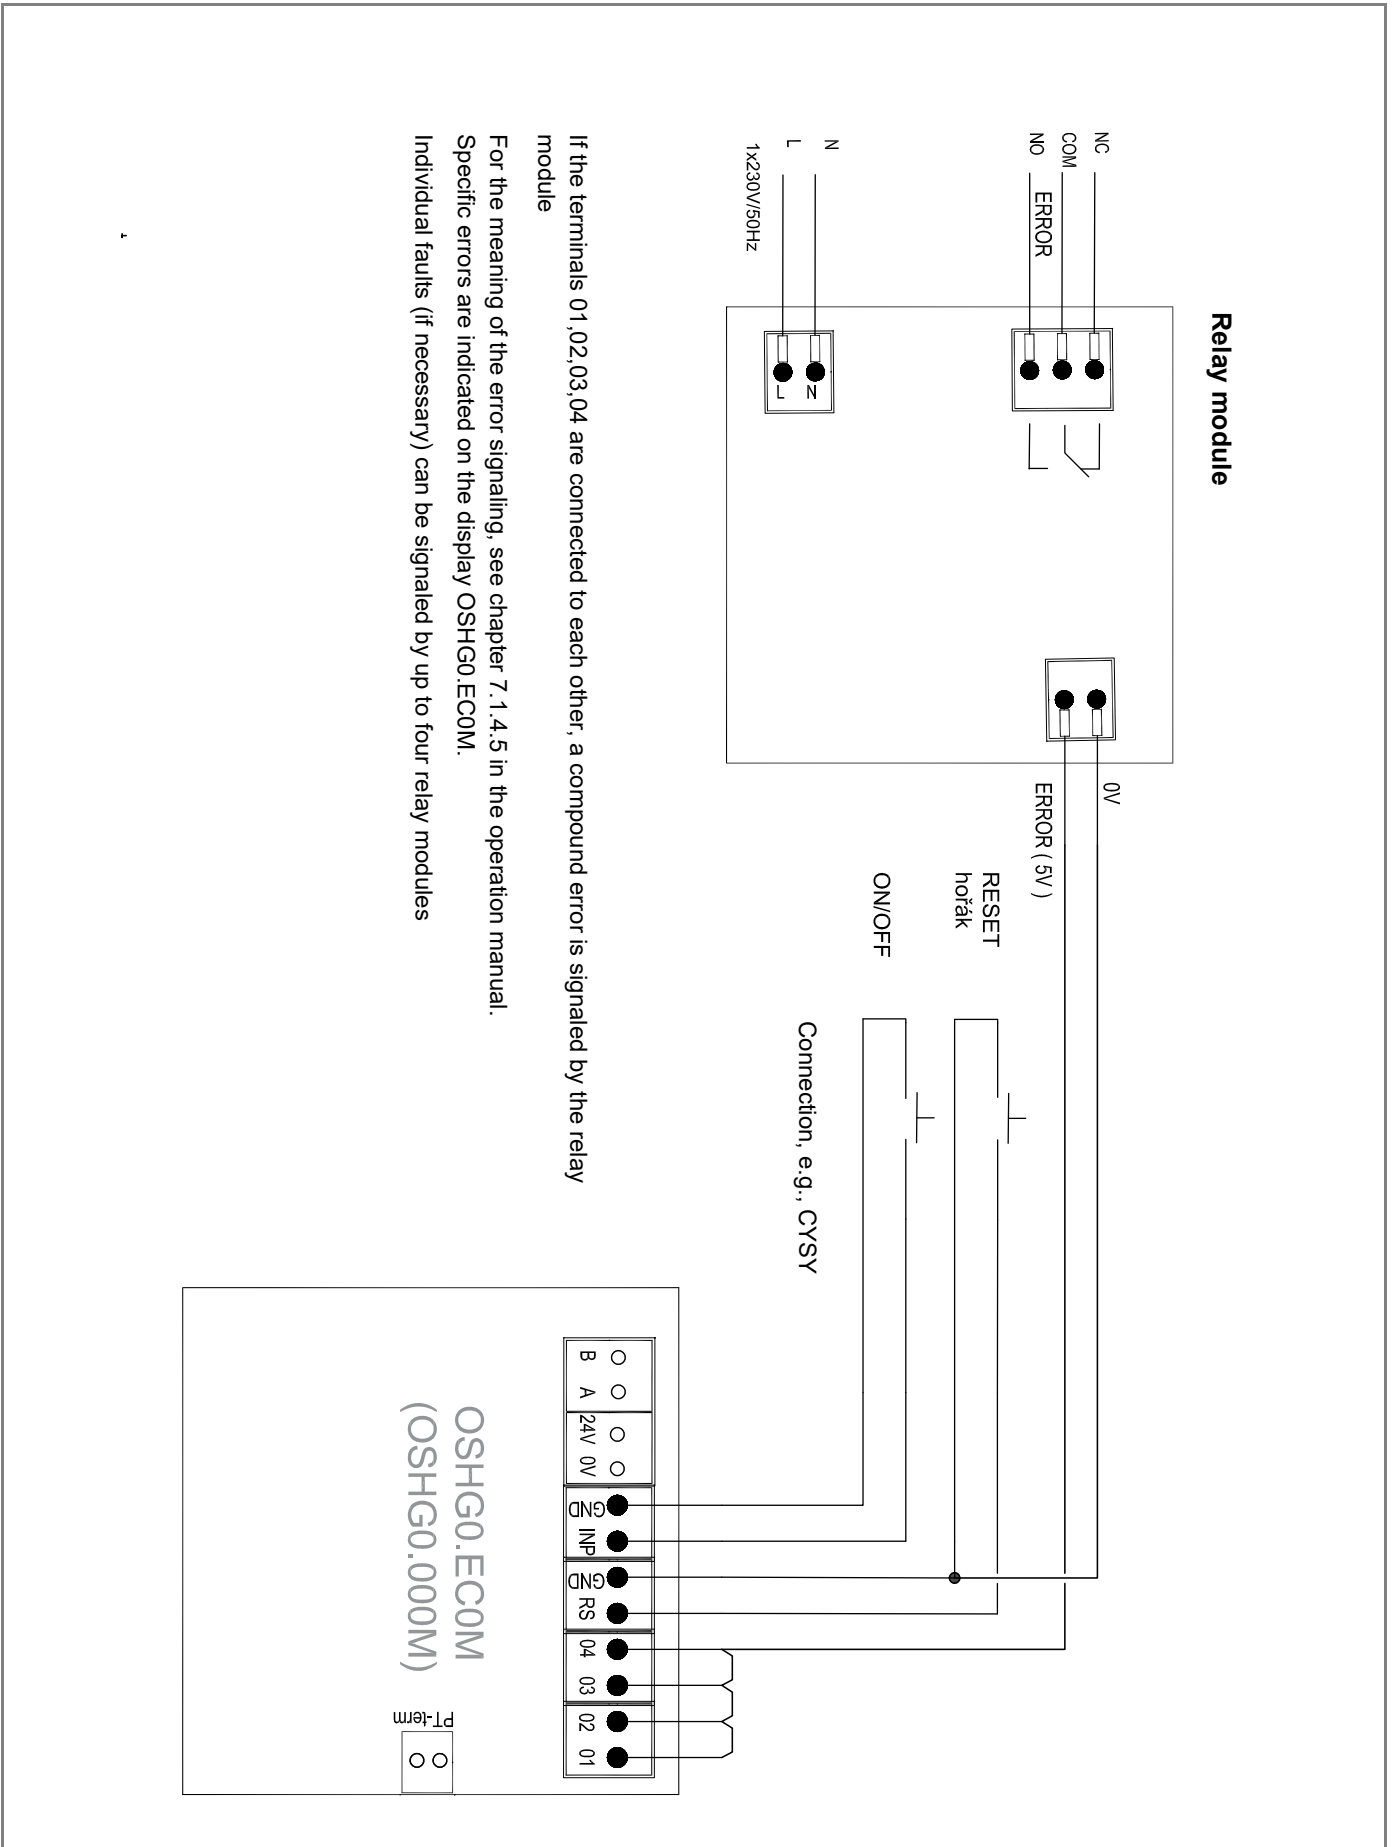 Relay module
NC
COM
NO
ERROR
N
L
1x230V/50Hz
L
N
0V
ERROR ( 5V )
RESET
hořák
ON/OFF
Connection, e.g., CYSY
If the terminals 01,02,03,04 are connected to each other, a compound error is signaled by the relay
module
For the meaning of the error signaling, see chapter 7.1.4.5 in the operation manual.
Specific errors are indicated on the display OSHG0.EC0M.
Individual faults (if necessary) can be signaled by up to four relay modules
B
A
24V
0V
GND
INP
GND
RS
04
03
02
01
OSHG0.EC0M
(OSHG0.000M)
PT-term